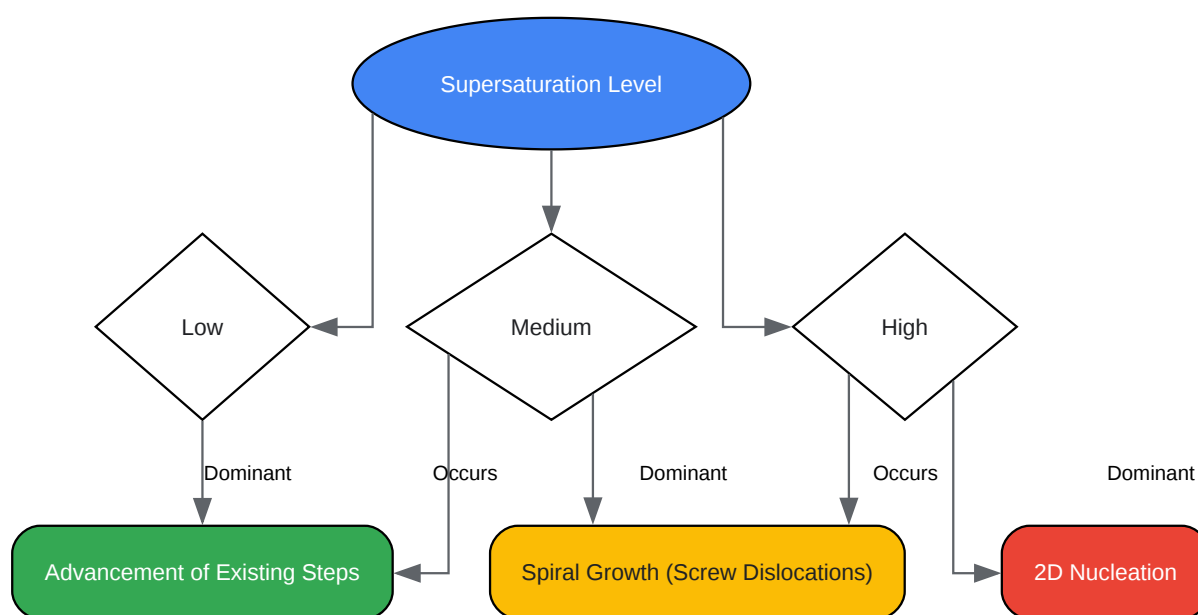 Supersaturation Level
Low
Medium
High
Dominant
Occurs
Dominant
Occurs
Dominant
Advancement of Existing Steps
Spiral Growth (Screw Dislocations)
2D Nucleation